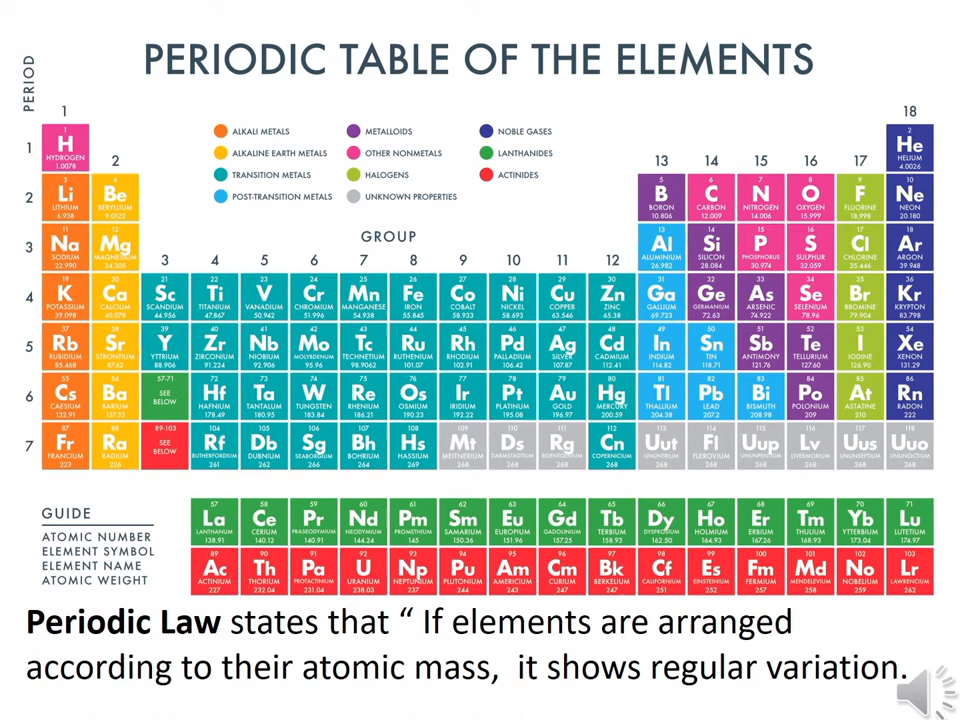 PERIODIC TABLE OF THE ELEMENTS
PERIOD
1 18
ALKALI METALS METALLOIDS NOBLE GASES
ALKALINE EARTH METALS OTHER NONMETALS LANTHANIDES
TRANSITION METALS HALOGENS ACTINIDES
POST-TRANSITION METALS UNKNOWN PROPERTIES
1 2
1 H He
HYDROGEN HELIUM
1.0078 4.0026
2 13 14 15 16 17
3 4 5 6 7 8 9 10
2 Li Be B C N O F Ne
LITHIUM BERYLLIUM BORON CARBON NITROGEN OXYGEN FLUORINE NEON
6.938 9.0122 10.806 12.009 14.006 15.999 18.998 20.180
GROUP
11 12 13 14 15 16 17 18
3 Na Mg Al Si P S Cl Ar
SODIUM MAGNESIUM ALUMINIUM SILICON PHOSPHORUS SULPHUR CHLORINE ARGON
22.990 24.305 26.982 28.084 30.974 32.059 35.446 39.948
3 4 5 6 7 8 9 10 11 12
19 20 21 22 23 24 25 26 27 28 29 30 31 32 33 34 35 36
4 K Ca Sc Ti V Cr Mn Fe Co Ni Cu Zn Ga Ge As Se Br Kr
POTASSIUM CALCIUM SCANDIUM TITANIUM VANADIUM CHROMIUM MANGANESE IRON COBALT NICKEL COPPER ZINC GALLIUM GERMANIUM ARSENIC SELENIUM BROMINE KRYPTON
39.098 40.078 44.956 47.867 50.942 51.996 54.938 55.845 58.933 58.693 63.546 65.38 69.723 72.63 74.922 78.96 79.904 83.798
37 38 39 40 41 42 43 44 45 46 47 48 49 50 51 52 53 54
5 Rb Sr Y Zr Nb Mo Tc Ru Rh Pd Ag Cd In Sn Sb Te I Xe
RUBIDIUM STRONTIUM YTTRIUM ZIRCONIUM NIOBIUM MOLYBDENUM TECHNETIUM RUTHENIUM RHODIUM PALLADIUM SILVER CADMIUM INDIUM TIN ANTIMONY TELLURIUM IODINE XENON
85.468 87.62 88.906 91.224 92.906 95.96 98.9062 101.07 102.91 106.42 107.87 112.41 114.82 118.71 121.76 127.60 126.90 131.29
55 56 57-71 72 73 74 75 76 77 78 79 80 81 82 83 84 85 86
6 Cs Ba SEE BELOW Hf Ta W Re Os Ir Pt Au Hg Tl Pb Bi Po At Rn
CAESIUM BARIUM HAFNIUM TANTALUM TUNGSTEN RHENIUM OSMIUM IRIDIUM PLATINUM GOLD MERCURY THALLIUM LEAD BISMUTH POLONIUM ASTATINE RADON
132.91 137.33 178.49 180.95 183.84 186.21 190.23 192.22 195.08 196.97 200.59 204.38 207.2 208.98 209 210 222
87 88 89-103 104 105 106 107 108 109 110 111 112 113 114 115 116 117 118
7 Fr Ra SEE BELOW Rf Db Sg Bh Hs Mt Ds Rg Cn Uut Fl Uup Lv Uus Uuo
FRANCIUM RADIUM RUTHERFORDIUM DUBNIUM SEABORGIUM BOHRIUM HASSIUM MEITNERIUM DARMSTADTIUM ROENTGENIUM COPERNICIUM UNUNTRIUM FLEROVIUM UNUNPENTIUM LIVERMORIUM UNUNSEPTIUM UNUNOCTIUM
223 226 261 262 266 264 269 268 268 268 268 268 268 268 268 268 268
GUIDE
ATOMIC NUMBER
ELEMENT SYMBOL
ELEMENT NAME
ATOMIC WEIGHT
57 58 59 60 61 62 63 64 65 66 67 68 69 70 71
La Ce Pr Nd Pm Sm Eu Gd Tb Dy Ho Er Tm Yb Lu
LANTHANUM CERIUM PRASEODYMIUM NEODYMIUM PROMETHIUM SAMARIUM EUROPIUM GADOLINIUM TERBIUM DYSPROSIUM HOLMIUM ERBIUM THULIUM YTTERBIUM LUTETIUM
138.91 140.12 140.91 144.24 145 150.36 151.96 157.25 158.93 162.50 164.93 167.26 168.93 173.04 174.97
89 90 91 92 93 94 95 96 97 98 99 100 101 102 103
Ac Th Pa U Np Pu Am Cm Bk Cf Es Fm Md No Lr
ACTINIUM THORIUM PROTACTINIUM URANIUM NEPTUNIUM PLUTONIUM AMERICIUM CURIUM BERKELIUM CALIFORNIUM EINSTEINIUM FERMIUM MENDELEVIUM NOBELIUM LAWRENCIUM
227 232.04 231.04 238.03 237 244 243 247 247 251 252 257 258 259 262
Periodic Law states that “ If elements are arranged
according to their atomic mass, it shows regular variation.